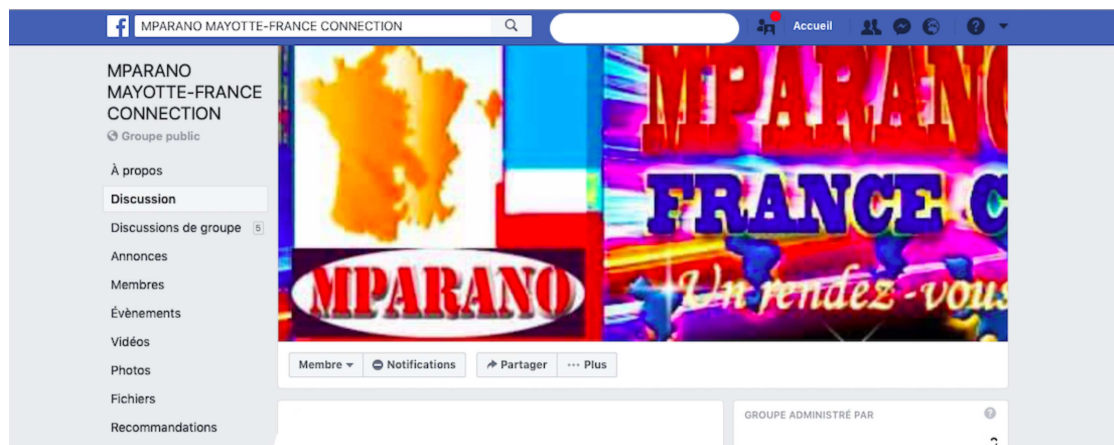 MPARANO MAYOTTE-FRANCE CONNECTION
Accueil
MPARANO
MAYOTTE-FRANCE
CONNECTION
Groupe public
À propos
Discussion
Discussions de groupe 5
Annonces
Membres
Évènements
Vidéos
Photos
Fichiers
Recommandations
MPARANO
MPARANO
FRANCE C
Un rendez-vous
Membre
Notifications
Partager
Plus
GROUPE ADMINISTRÉ PAR